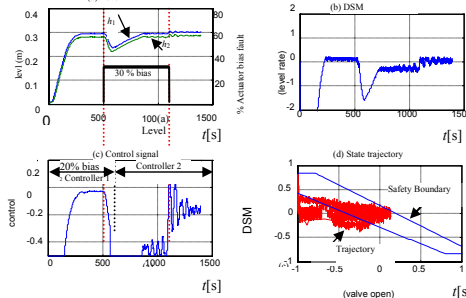 0.4
0.3
0.2
0.1
0
levl (m)
h₁
h₂
30 % bias
80
60
40
20
% Actuator bias fault
500
100(a)
1400
Level
t[s]
(b) DSM
2
1
0
-1
-2
(level rate)
0
500
1000
1500
t[s]
(c) Control signal
20% bias
Controller 1
Controller 2
0.2
-0.2
-0.4
control
0
500
1000
1500
t[s]
(d) State trajectory
1
0.5
0
-0.5
-1
DSM
Safety Boundary
Trajectory
-1
-0.5
0
0.5
1
t[s]
(valve open)